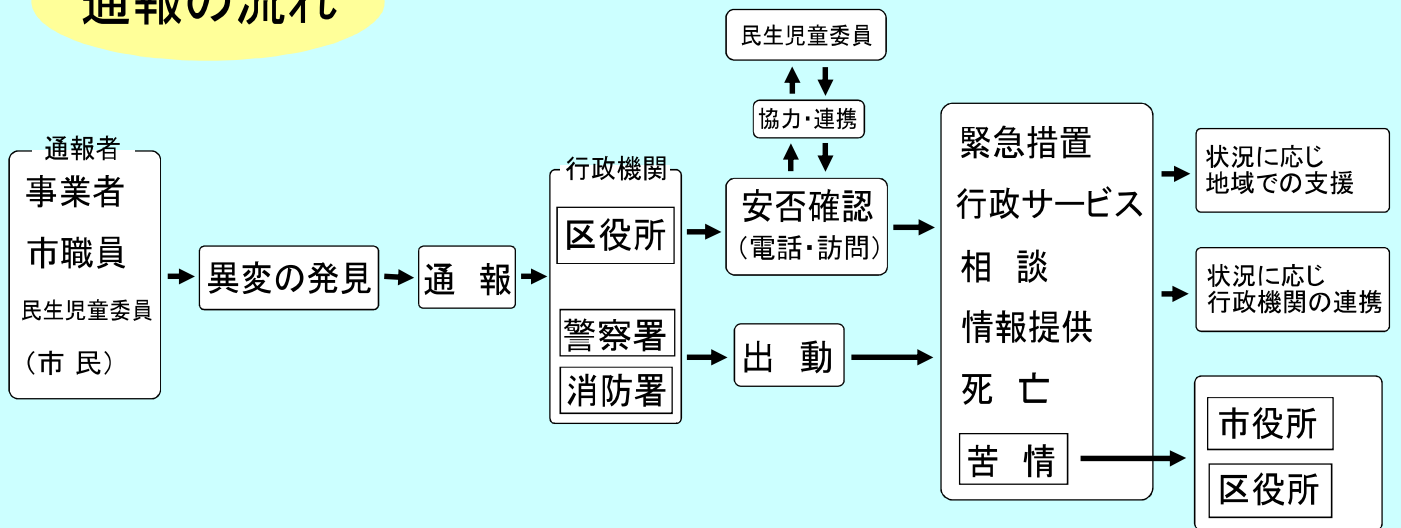 通報の流れ
通報者
事業者
市職員
民生児童委員
(市 民)
異変の発見
通 報
行政機関
区役所
警察署
消防署
民生児童委員
協力・連携
安否確認
(電話・訪問)
出 動
緊急措置
行政サービス
相 談
情報提供
死 亡
苦 情
状況に応じ
地域での支援
状況に応じ
行政機関の連携
市役所
区役所